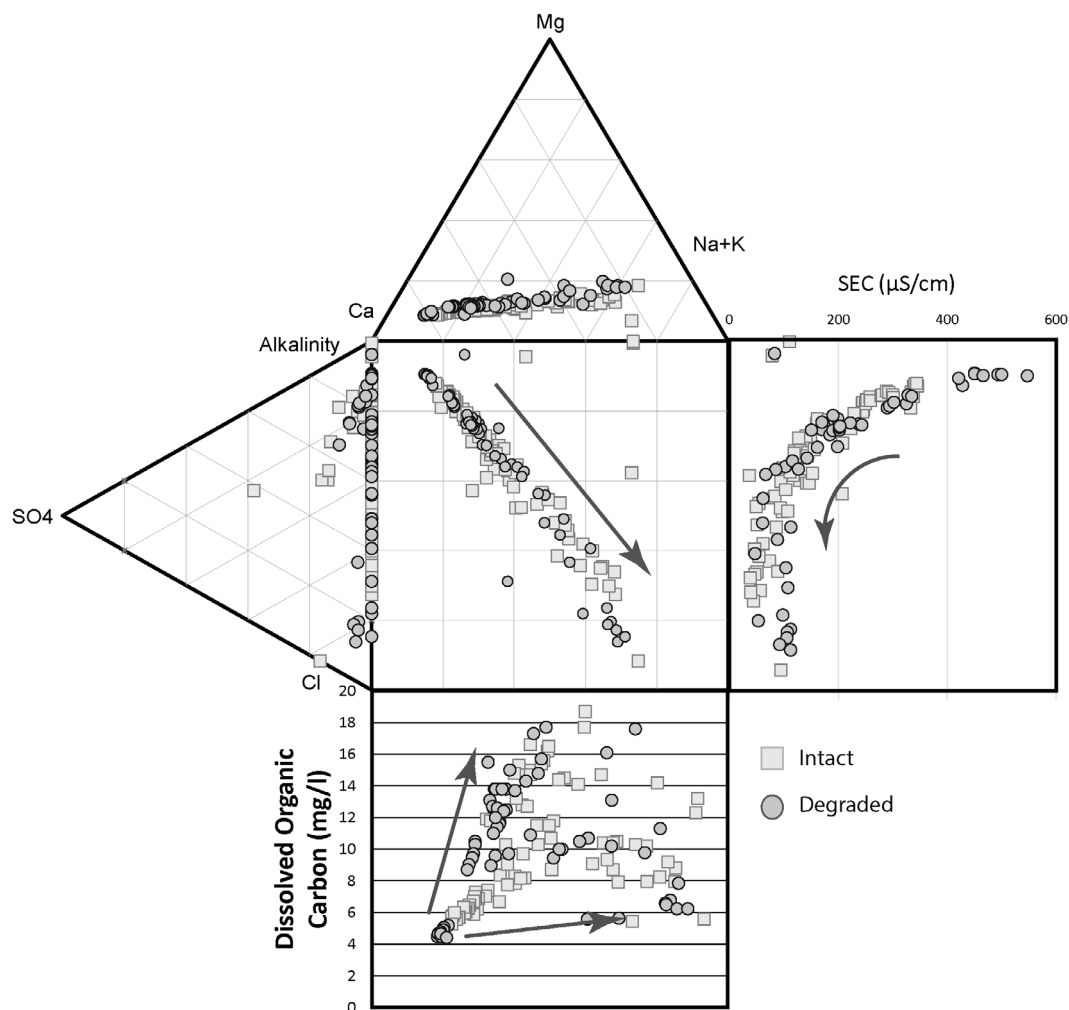 Mg
Na+K
SEC (µS/cm)
Ca
0
200
400
600
Alkalinity
SO4
Cl
20
18
16
14
12
10
8
6
4
2
0
Dissolved Organic
Carbon (mg/l)
Intact
Degraded